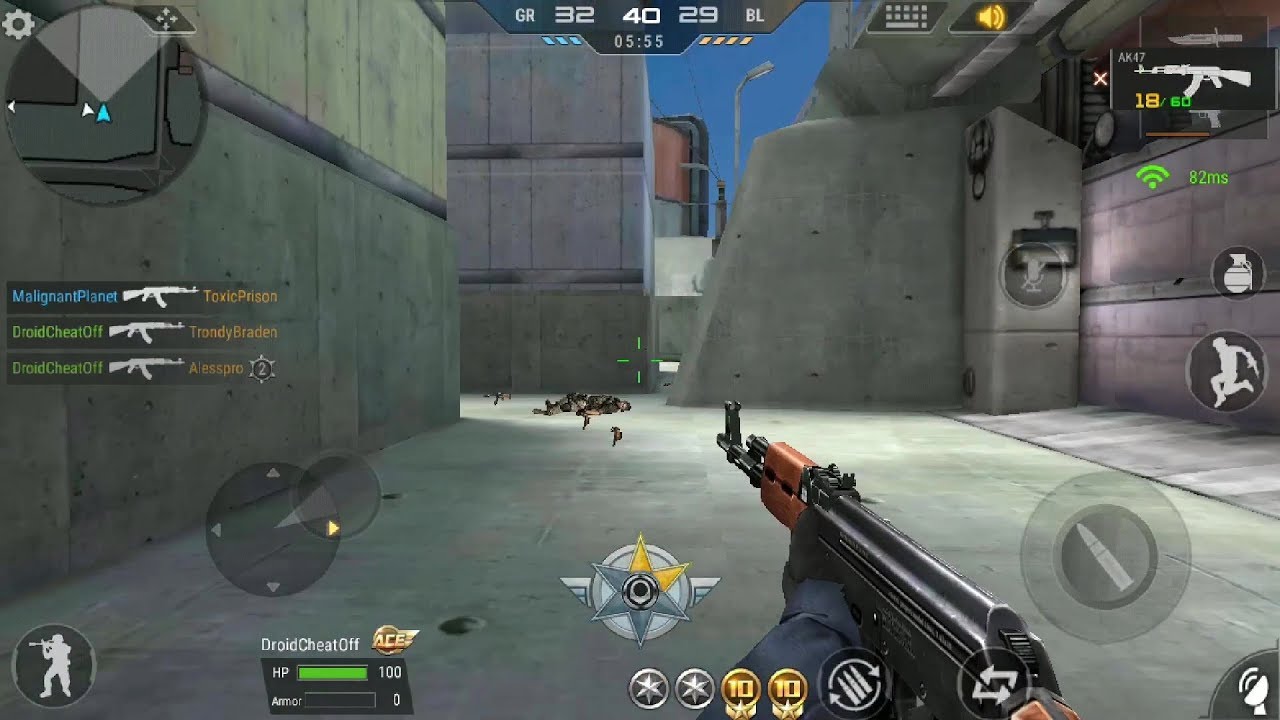 GR 32 40 29 BL
05:55
AK47
18/60
82ms
MalignantPlanet ToxicPrison
DroidCheatOff TrondyBraden
DroidCheatOff Alesspro 2
DroidCheatOff ACE
HP 100
Armor 0
10 10